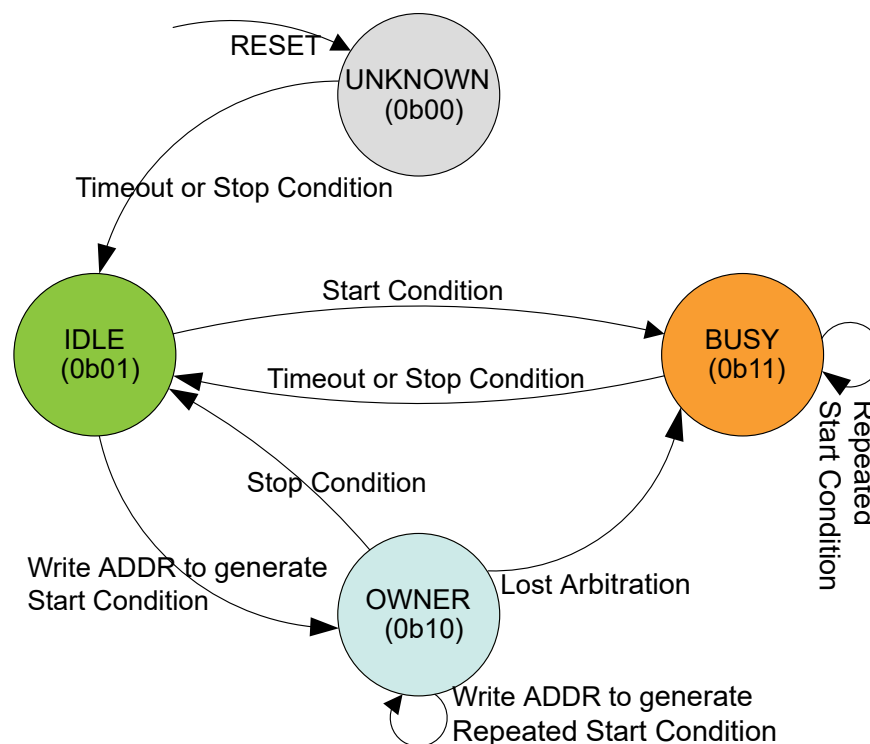 RESET
UNKNOWN
(0b00)
Timeout or Stop Condition
Start Condition
IDLE
(0b01)
BUSY
(0b11)
Timeout or Stop Condition
Repeated
Start Condition
Stop Condition
Write ADDR to generate
Start Condition
Lost Arbitration
OWNER
(0b10)
Write ADDR to generate
Repeated Start Condition